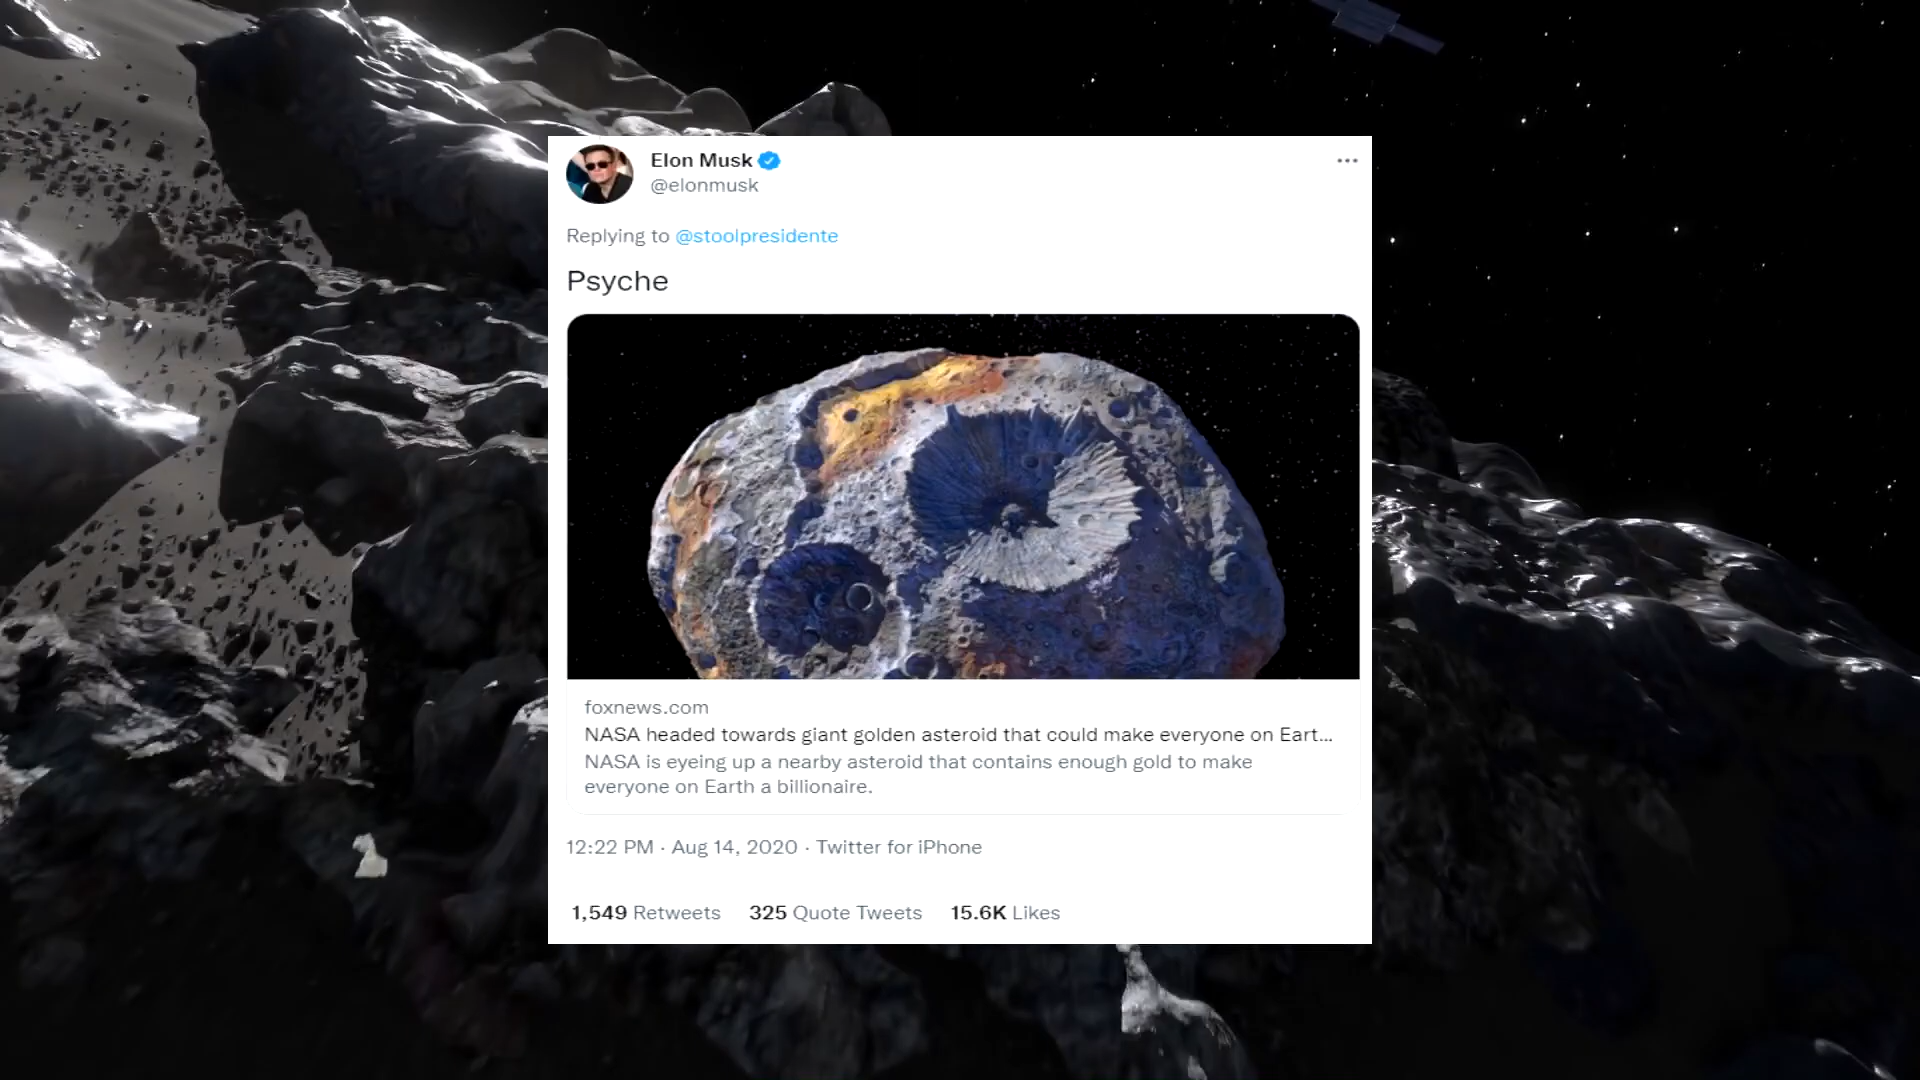 Elon Musk
@elonmusk
Replying to @stoolpresidente
Psyche
foxnews.com
NASA headed towards giant golden asteroid that could make everyone on Eart...
NASA is eyeing up a nearby asteroid that contains enough gold to make
everyone on Earth a billionaire.
12:22 PM · Aug 14, 2020 · Twitter for iPhone
1,549 Retweets 325 Quote Tweets 15.6K Likes